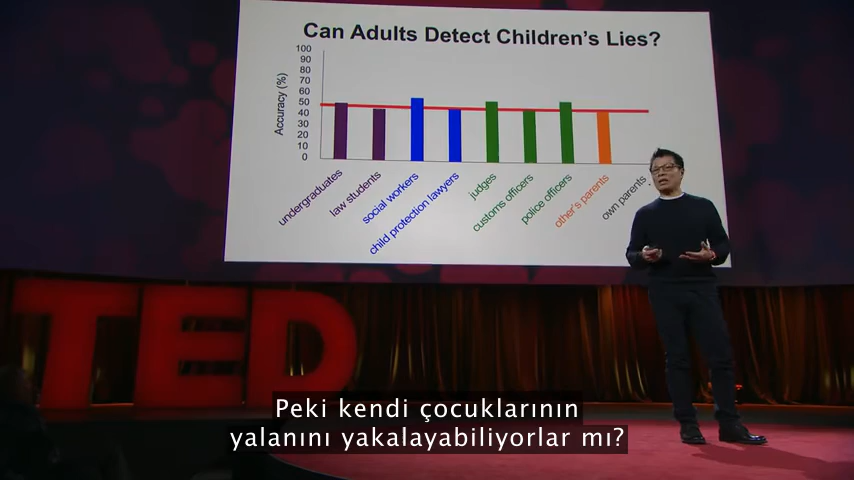 Can Adults Detect Children's Lies?
100
90
80
70
60
50
40
30
20
10
0
Accuracy (%)
undergraduates
law students
social workers
child protection lawyers
judges
customs officers
police officers
other's parents
own parents
TED
Peki kendi çocuklarının
yalanını yakalayabiliyorlar mı?